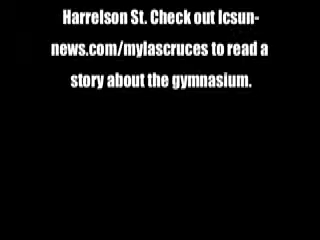 Harrelson St. Check out lcsun-
news.com/mylascruces to read a
story about the gymnasium.